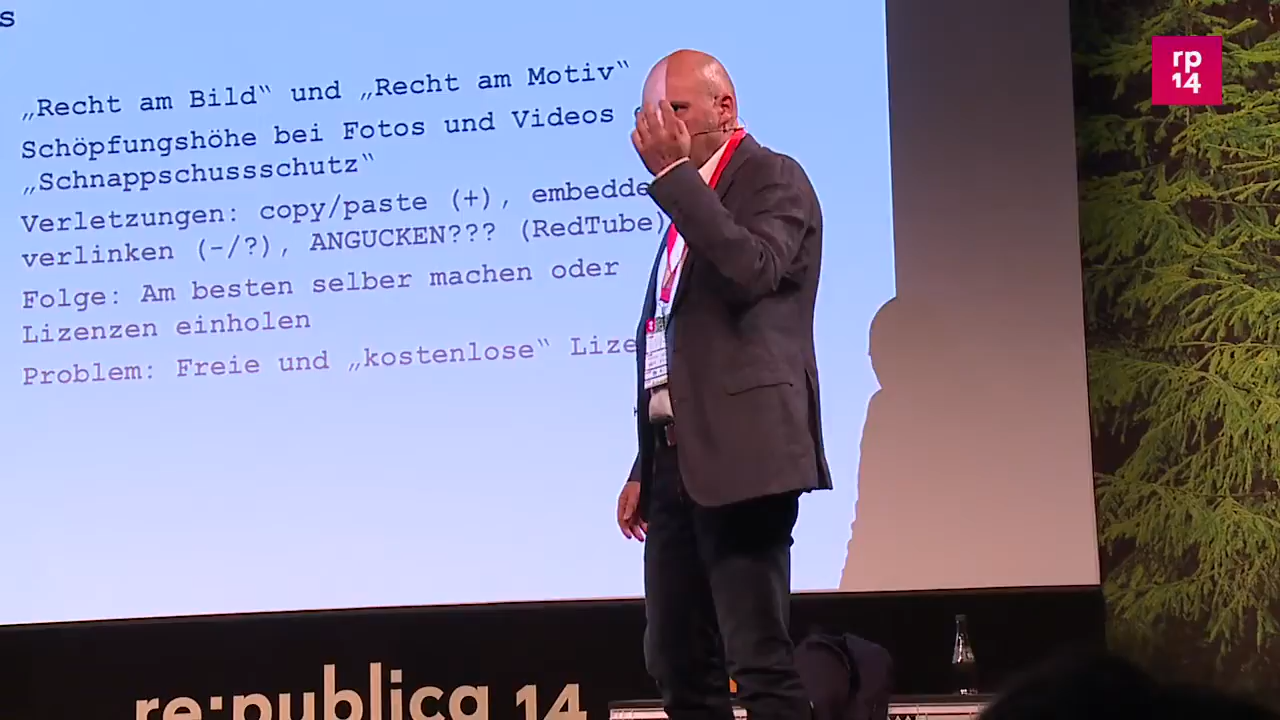 s
„Recht am Bild“ und „Recht am Motiv“
Schöpfungshöhe bei Fotos und Videos
„Schnappschussschutz“
Verletzungen: copy/paste (+), embedde
verlinken (-/?), ANGUCKEN??? (RedTube)
Folge: Am besten selber machen oder
Lizenzen einholen
Problem: Freie und „kostenlose“ Lize
rp
14
re:publica 14